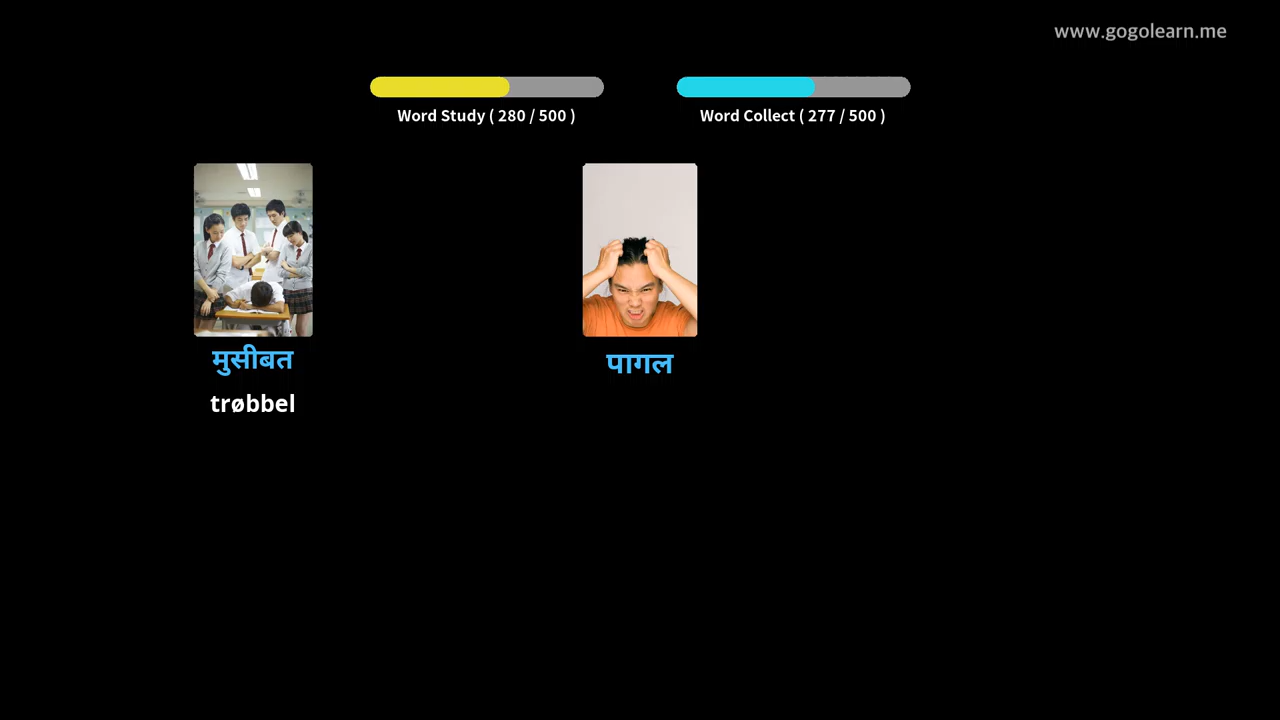 www.gogolearn.me
Word Study ( 280 / 500 )
Word Collect ( 277 / 500 )
मुसीबत
पागल
trøbbel